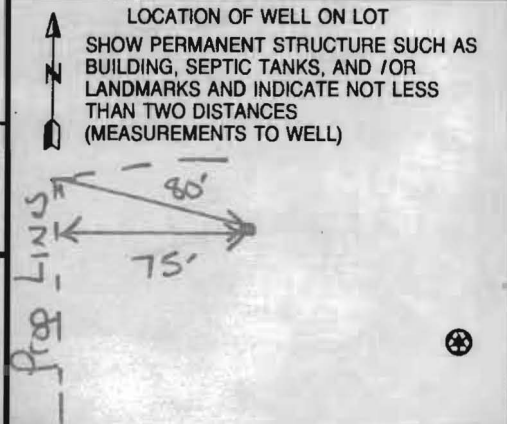 LOCATION OF WELL ON LOT
SHOW PERMANENT STRUCTURE SUCH AS
BUILDING, SEPTIC TANKS, AND /OR
LANDMARKS AND INDICATE NOT LESS
THAN TWO DISTANCES
(MEASUREMENTS TO WELL)
N
80'
75'
Prop LINS